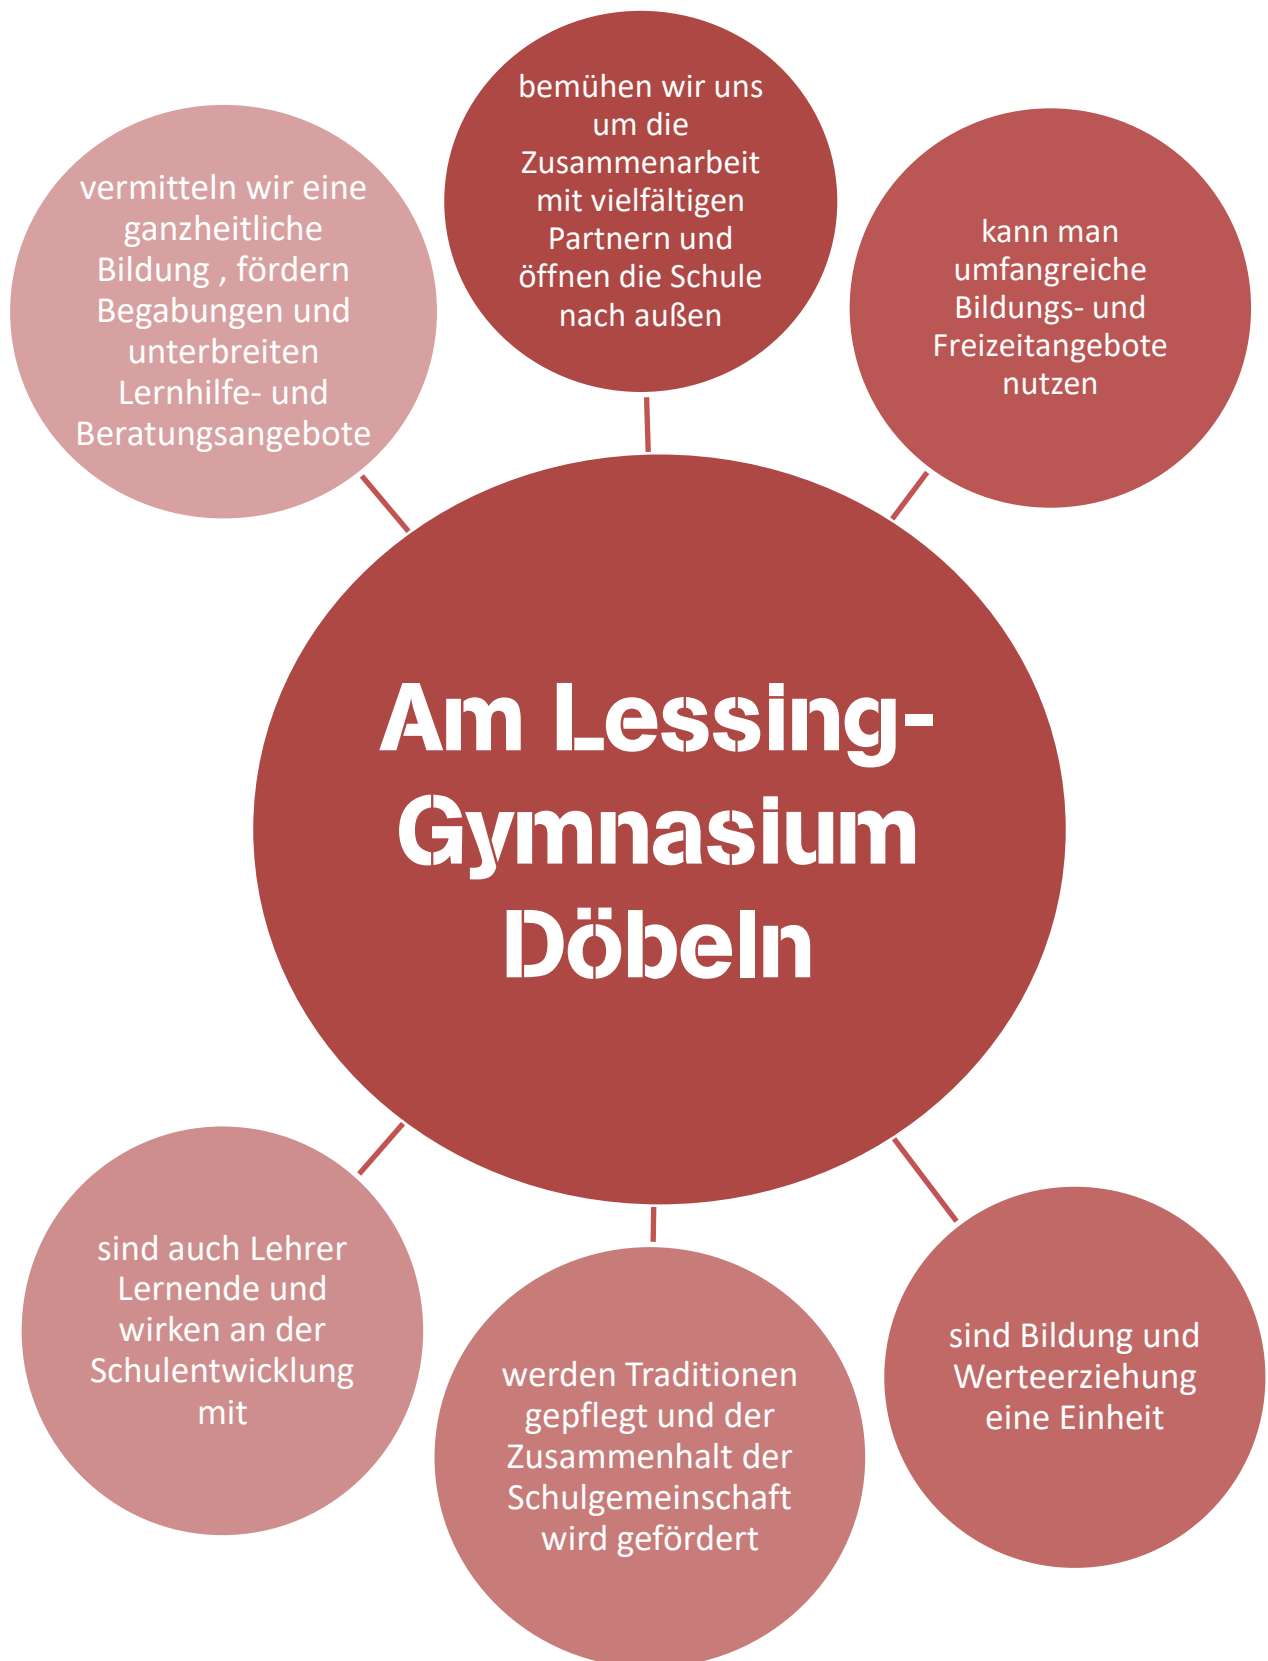 bemühen wir uns
um die
Zusammenarbeit
mit vielfältigen
Partnern und
öffnen die Schule
nach außen
vermitteln wir eine
ganzheitliche
Bildung , fördern
Begabungen und
unterbreiten
Lernhilfe- und
Beratungsangebote
kann man
umfangreiche
Bildungs- und
Freizeitangebote
nutzen
Am Lessing-
Gymnasium
Döbeln
sind auch Lehrer
Lernende und
wirken an der
Schulentwicklung
mit
werden Traditionen
gepflegt und der
Zusammenhalt der
Schulgemeinschaft
wird gefördert
sind Bildung und
Werteerziehung
eine Einheit